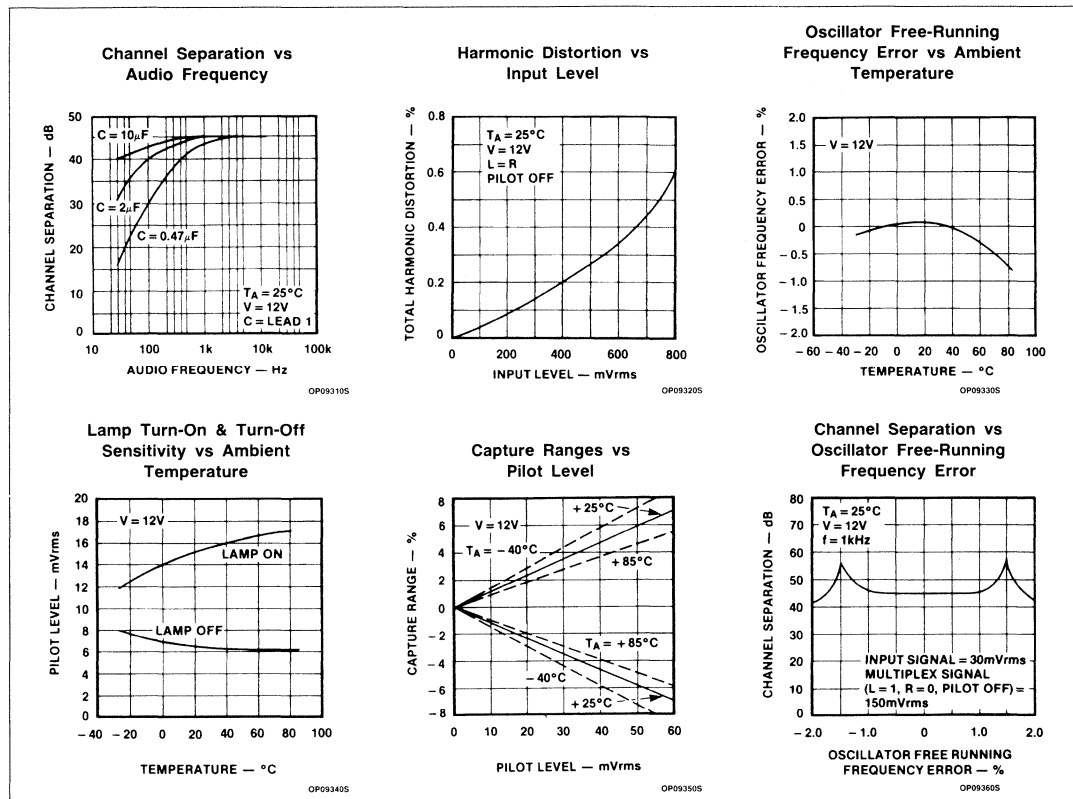 Channel Separation vs
Audio Frequency
50
40
30
20
10
0
C = 10µF
C = 2µF
C = 0.47µF
TA = 25°C
V = 12V
C = LEAD 1
CHANNEL SEPARATION — dB
10 100 1k 10k 100k
AUDIO FREQUENCY — Hz
OP09310S
Harmonic Distortion vs
Input Level
0.8
0.6
0.4
0.2
0
TA = 25°C
V = 12V
L = R
PILOT OFF
TOTAL HARMONIC DISTORTION — %
0 200 400 600 800
INPUT LEVEL — mVrms
OP09320S
Oscillator Free-Running
Frequency Error vs Ambient
Temperature
2.0
1.5
1.0
0.5
0
– 0.5
– 1.0
– 1.5
– 2.0
V = 12V
OSCILLATOR FREQUENCY ERROR — %
– 60 – 40 – 20 0 20 40 60 80 100
TEMPERATURE — °C
OP09330S
Lamp Turn-On & Turn-Off
Sensitivity vs Ambient
Temperature
20
18
16
14
12
10
8
6
4
2
0
V = 12V
LAMP ON
LAMP OFF
PILOT LEVEL — mVrms
– 40 – 20 0 20 40 60 80 100
TEMPERATURE — °C
OP09340S
Capture Ranges vs
Pilot Level
8
6
4
2
0
– 2
– 4
– 6
– 8
+ 25°C
V = 12V
TA = – 40°C
+ 85°C
TA = + 85°C
– 40°C
+ 25°C
CAPTURE RANGE — %
0 10 20 30 40 50 60
PILOT LEVEL — mVrms
OP09350S
Channel Separation vs
Oscillator Free-Running
Frequency Error
80
70
60
50
40
30
20
10
0
TA = 25°C
V = 12V
f = 1kHz
INPUT SIGNAL = 30mVrms
MULTIPLEX SIGNAL
(L = 1, R = 0, PILOT OFF) =
150mVrms
CHANNEL SEPARATION — dB
– 2.0 – 1.0 0 1.0 2.0
OSCILLATOR FREE RUNNING
FREQUENCY ERROR — %
OP09360S